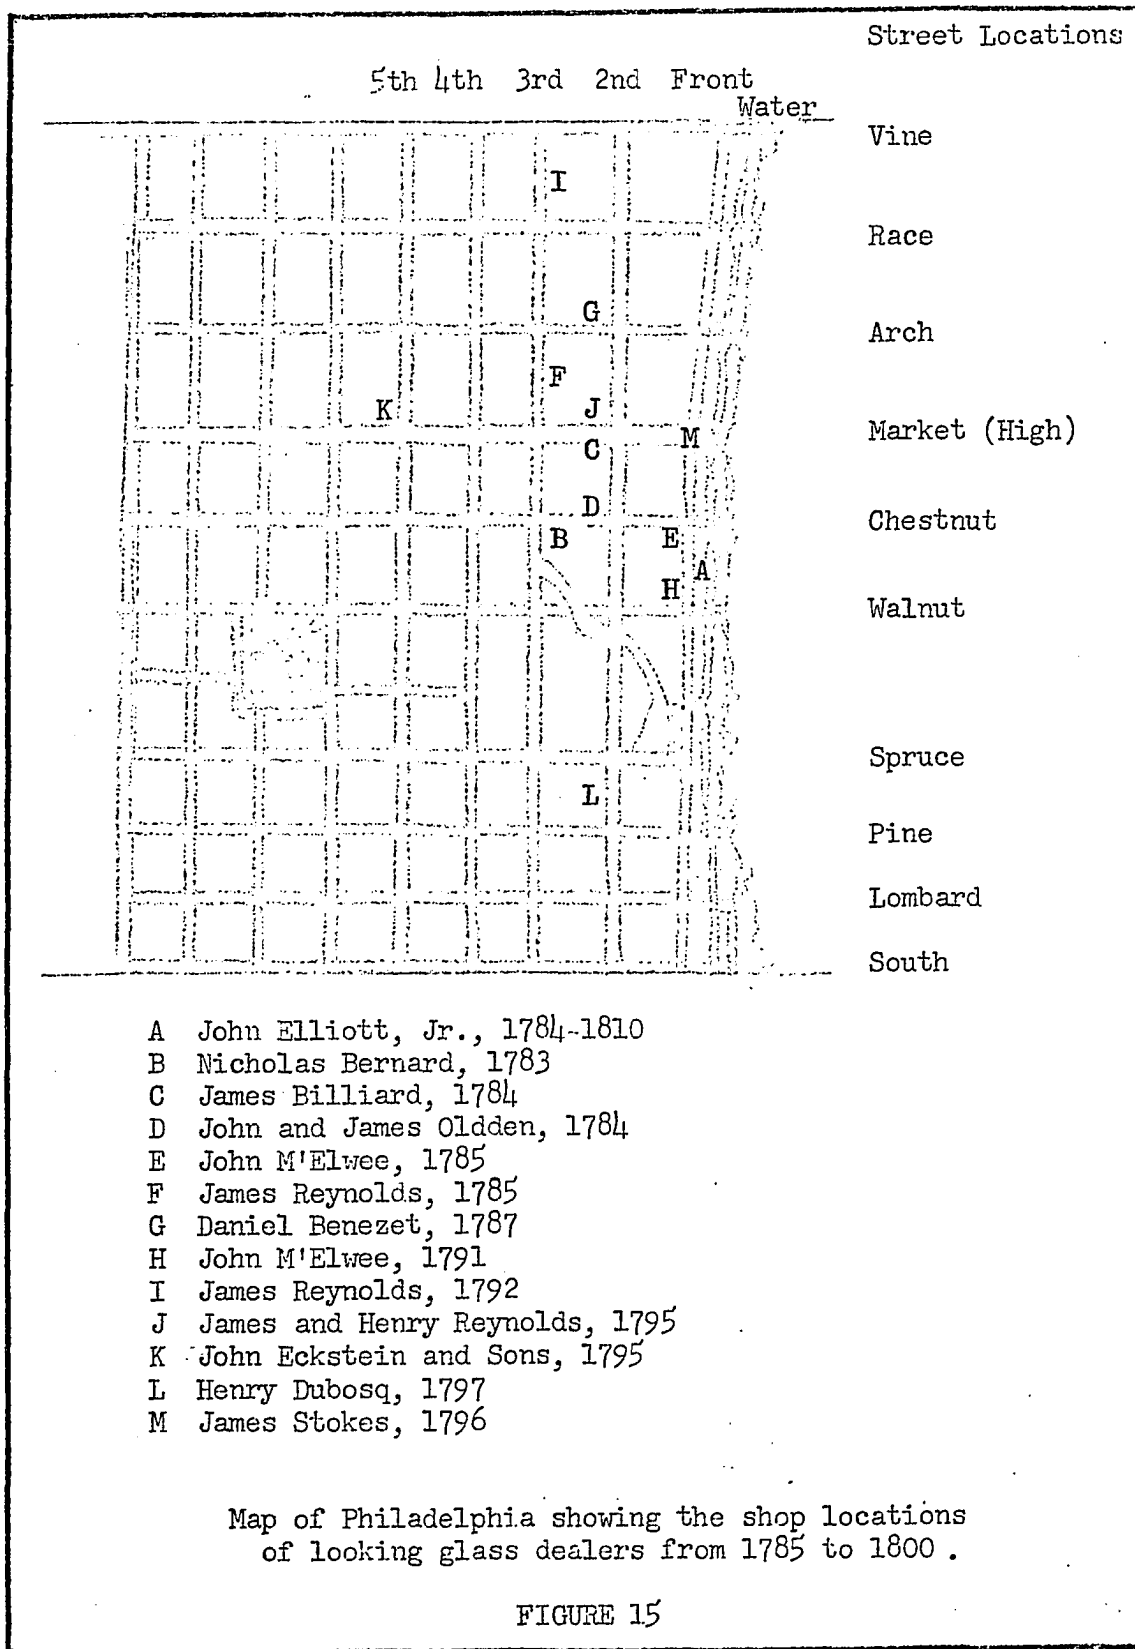 Street Locations
5th 4th 3rd 2nd Front
Water
Vine
I
Race
G
Arch
F
K J
Market (High)
M
C
D
Chestnut
B E
A
H
Walnut
Spruce
L
Pine
Lombard
South
A John Elliott, Jr., 1784-1810
B Nicholas Bernard, 1783
C James Billiard, 1784
D John and James Oldden, 1784
E John M'Elwee, 1785
F James Reynolds, 1785
G Daniel Benezet, 1787
H John M'Elwee, 1791
I James Reynolds, 1792
J James and Henry Reynolds, 1795
K John Eckstein and Sons, 1795
L Henry Dubosq, 1797
M James Stokes, 1796
Map of Philadelphia showing the shop locations
of looking glass dealers from 1785 to 1800 .
FIGURE 15